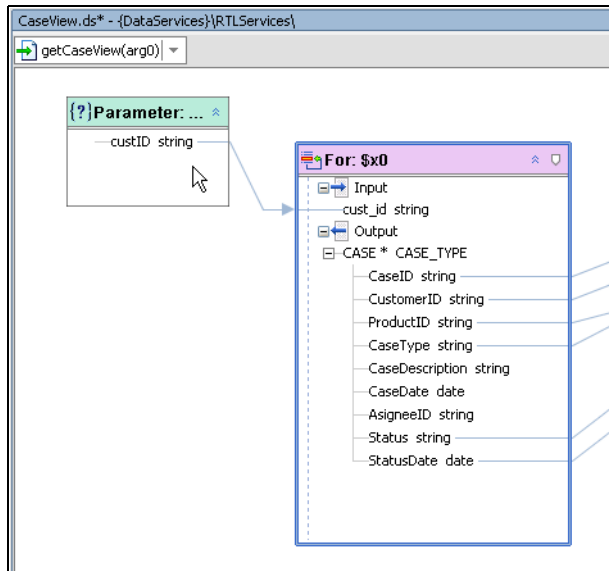 CaseView.ds* - {DataServices}\RTLServices\
getCaseView(arg0)
{?}Parameter: ...
custID string
For: $x0
Input
cust_id string
Output
CASE * CASE_TYPE
CaseID string
CustomerID string
ProductID string
CaseType string
CaseDescription string
CaseDate date
AsigneeID string
Status string
StatusDate date